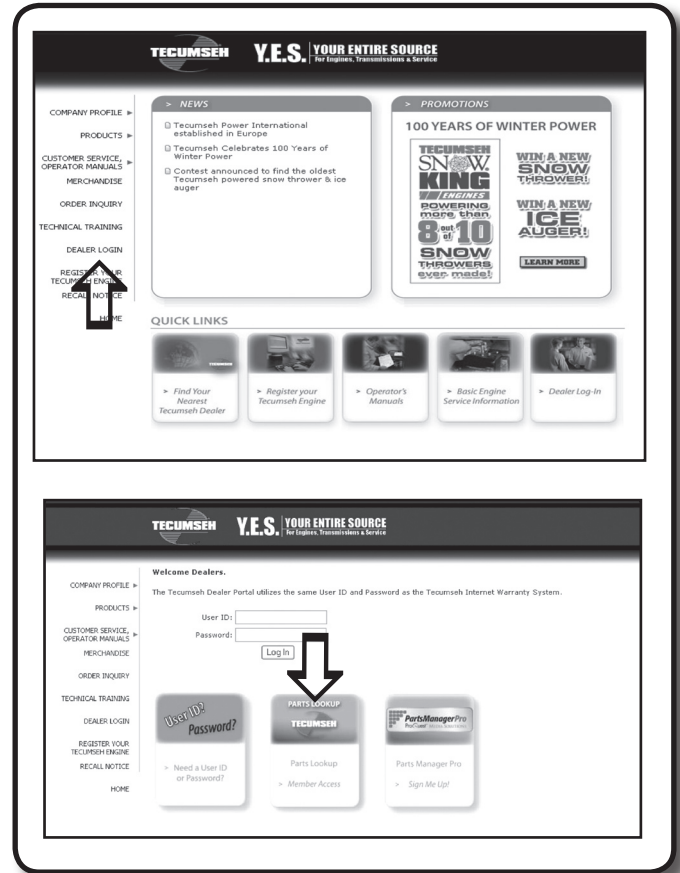 TECUMSEH
Y.E.S. YOUR ENTIRE SOURCE
For Engines, Transmissions & Service
COMPANY PROFILE
PRODUCTS
CUSTOMER SERVICE,
OPERATOR MANUALS
MERCHANDISE
ORDER INQUIRY
TECHNICAL TRAINING
DEALER LOGIN
REGISTER YOUR
TECUMSEH ENGINE
RECALL NOTICE
HOME
> NEWS
Tecumseh Power International
established in Europe
Tecumseh Celebrates 100 Years of
Winter Power
Contest announced to find the oldest
Tecumseh powered snow thrower & ice
auger
> PROMOTIONS
100 YEARS OF WINTER POWER
TECUMSEH
SNOW
KING
ENGINES
POWERING
more than
8 out of 10
SNOW
THROWERS
ever made!
WIN A NEW
SNOW
THROWER!
WIN A NEW
ICE
AUGER!
LEARN MORE
QUICK LINKS
TECUMSEH
> Find Your
Nearest
Tecumseh Dealer
> Register your
Tecumseh Engine
> Operator's
Manuals
> Basic Engine
Service Information
> Dealer Log-In
TECUMSEH
Y.E.S. YOUR ENTIRE SOURCE
For Engines, Transmissions & Service
COMPANY PROFILE
PRODUCTS
CUSTOMER SERVICE,
OPERATOR MANUALS
MERCHANDISE
ORDER INQUIRY
TECHNICAL TRAINING
DEALER LOGIN
REGISTER YOUR
TECUMSEH ENGINE
RECALL NOTICE
HOME
Welcome Dealers.
The Tecumseh Dealer Portal utilizes the same User ID and Password as the Tecumseh Internet Warranty System.
User ID:
Password:
Log In
User ID?
Password?
> Need a User ID
or Password?
PARTS LOOKUP
TECUMSEH
Parts Lookup
> Member Access
PartsManagerPro
ProQuest
Parts Manager Pro
> Sign Me Up!